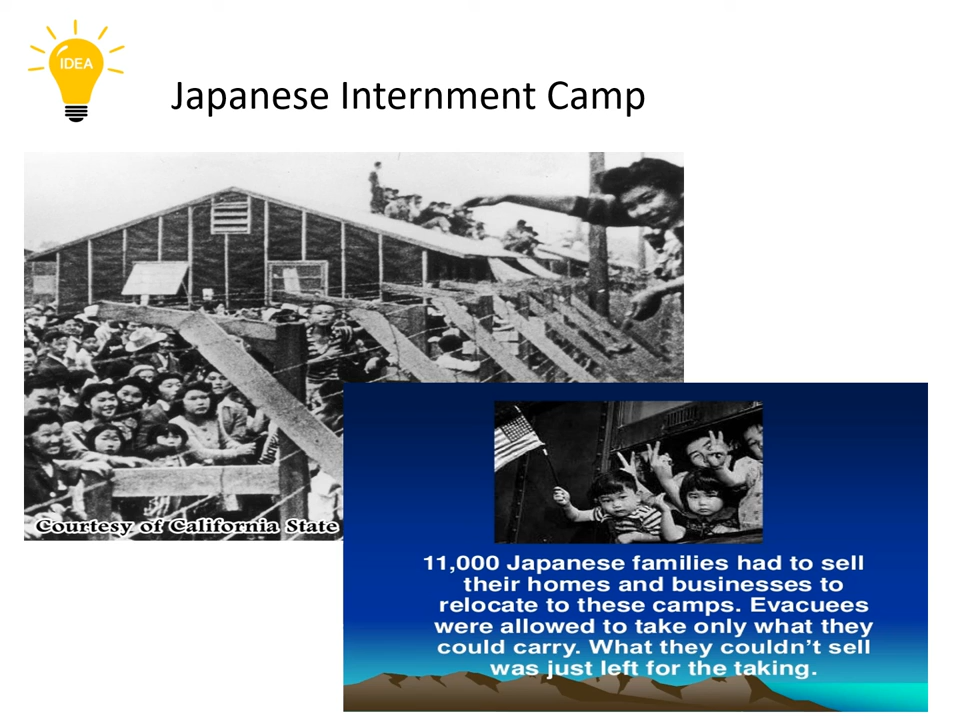 IDEA
Japanese Internment Camp
Courtesy of California State
11,000 Japanese families had to sell
their homes and businesses to
relocate to these camps. Evacuees
were allowed to take only what they
could carry. What they couldn't sell
was just left for the taking.